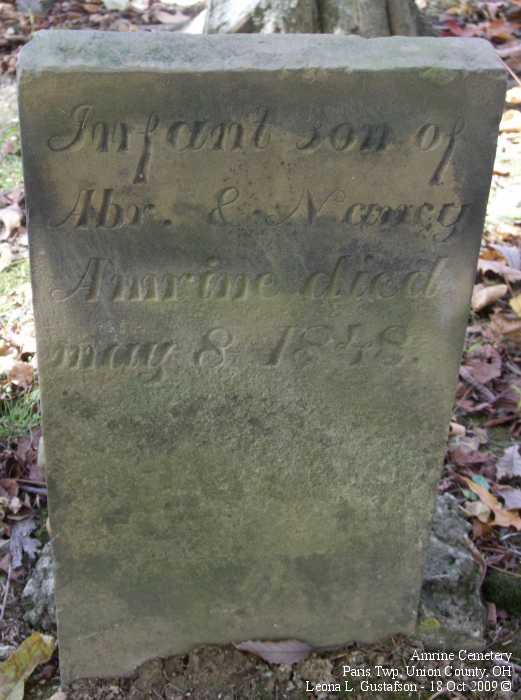 Infant son of
Abr. & Nancy
Amrine died
may 8, 1848.
Amrine Cemetery
Paris Twp, Union County, OH
Leona L. Gustafson - 18 Oct 2009 ©